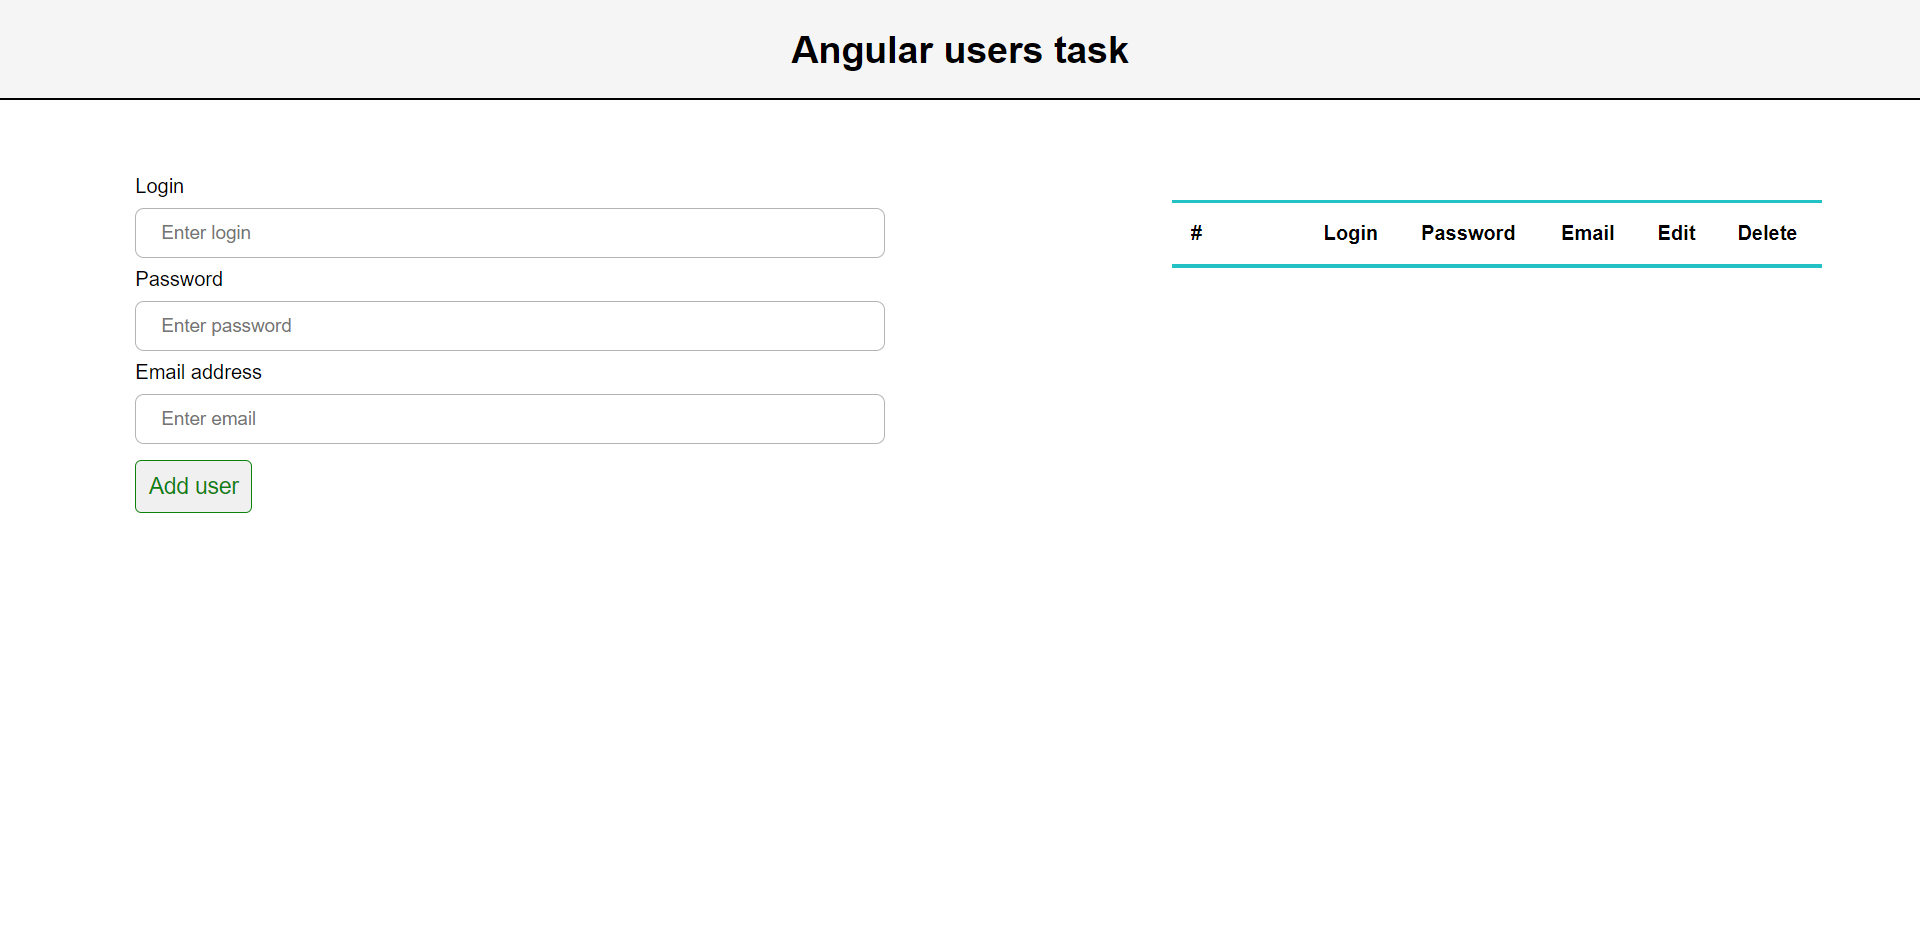 Angular users task
Login
Enter login
Password
Enter password
Email address
Enter email
Add user
# Login Password Email Edit Delete